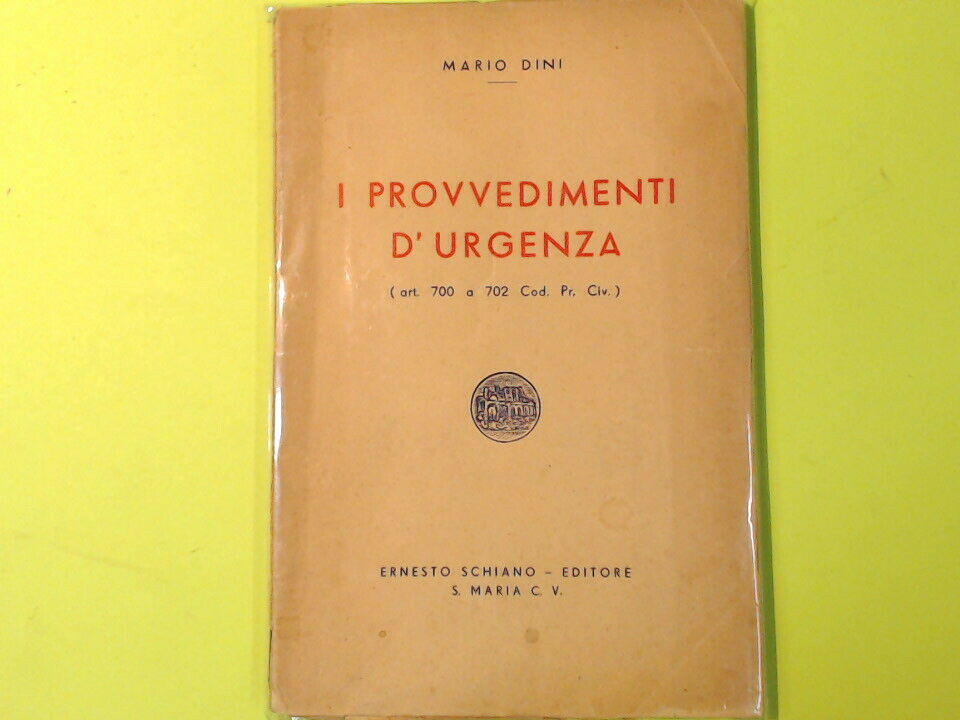 MARIO DINI
I PROVVEDIMENTI
D'URGENZA
( art. 700 a 702 Cod. Pr. Civ. )
ERNESTO SCHIANO – EDITORE
S. MARIA C. V.